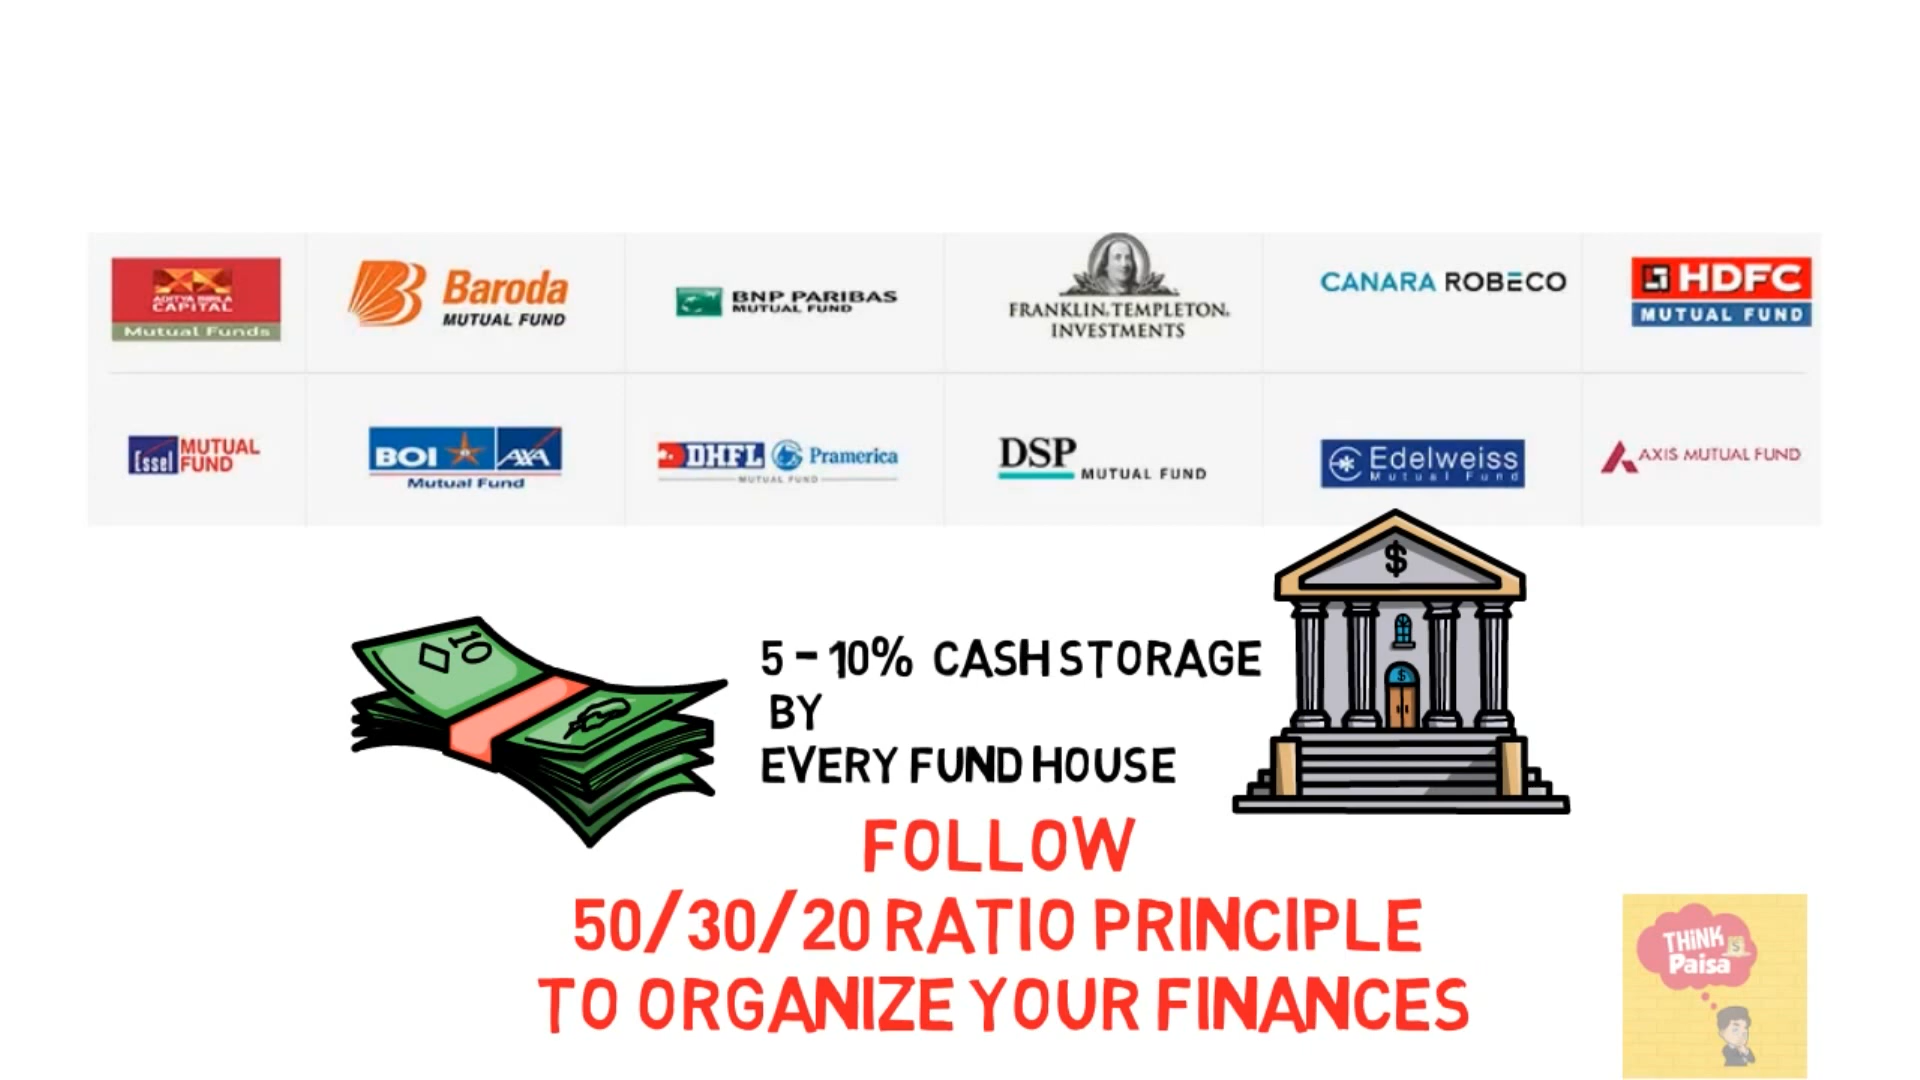 ADITYA BIRLA
CAPITAL
Mutual Funds
Baroda
MUTUAL FUND
BNP PARIBAS
MUTUAL FUND
FRANKLIN TEMPLETON
INVESTMENTS
CANARA ROBECO
HDFC
MUTUAL FUND
Essel MUTUAL
FUND
BOI AXA
Mutual Fund
DHFL Pramerica
MUTUAL FUND
DSP
MUTUAL FUND
Edelweiss
Mutual Fund
AXIS MUTUAL FUND
$
10
$
5 - 10% CASH STORAGE
BY
EVERY FUND HOUSE
FOLLOW
50/30/20 RATIO PRINCIPLE
TO ORGANIZE YOUR FINANCES
THiNK
Paisa